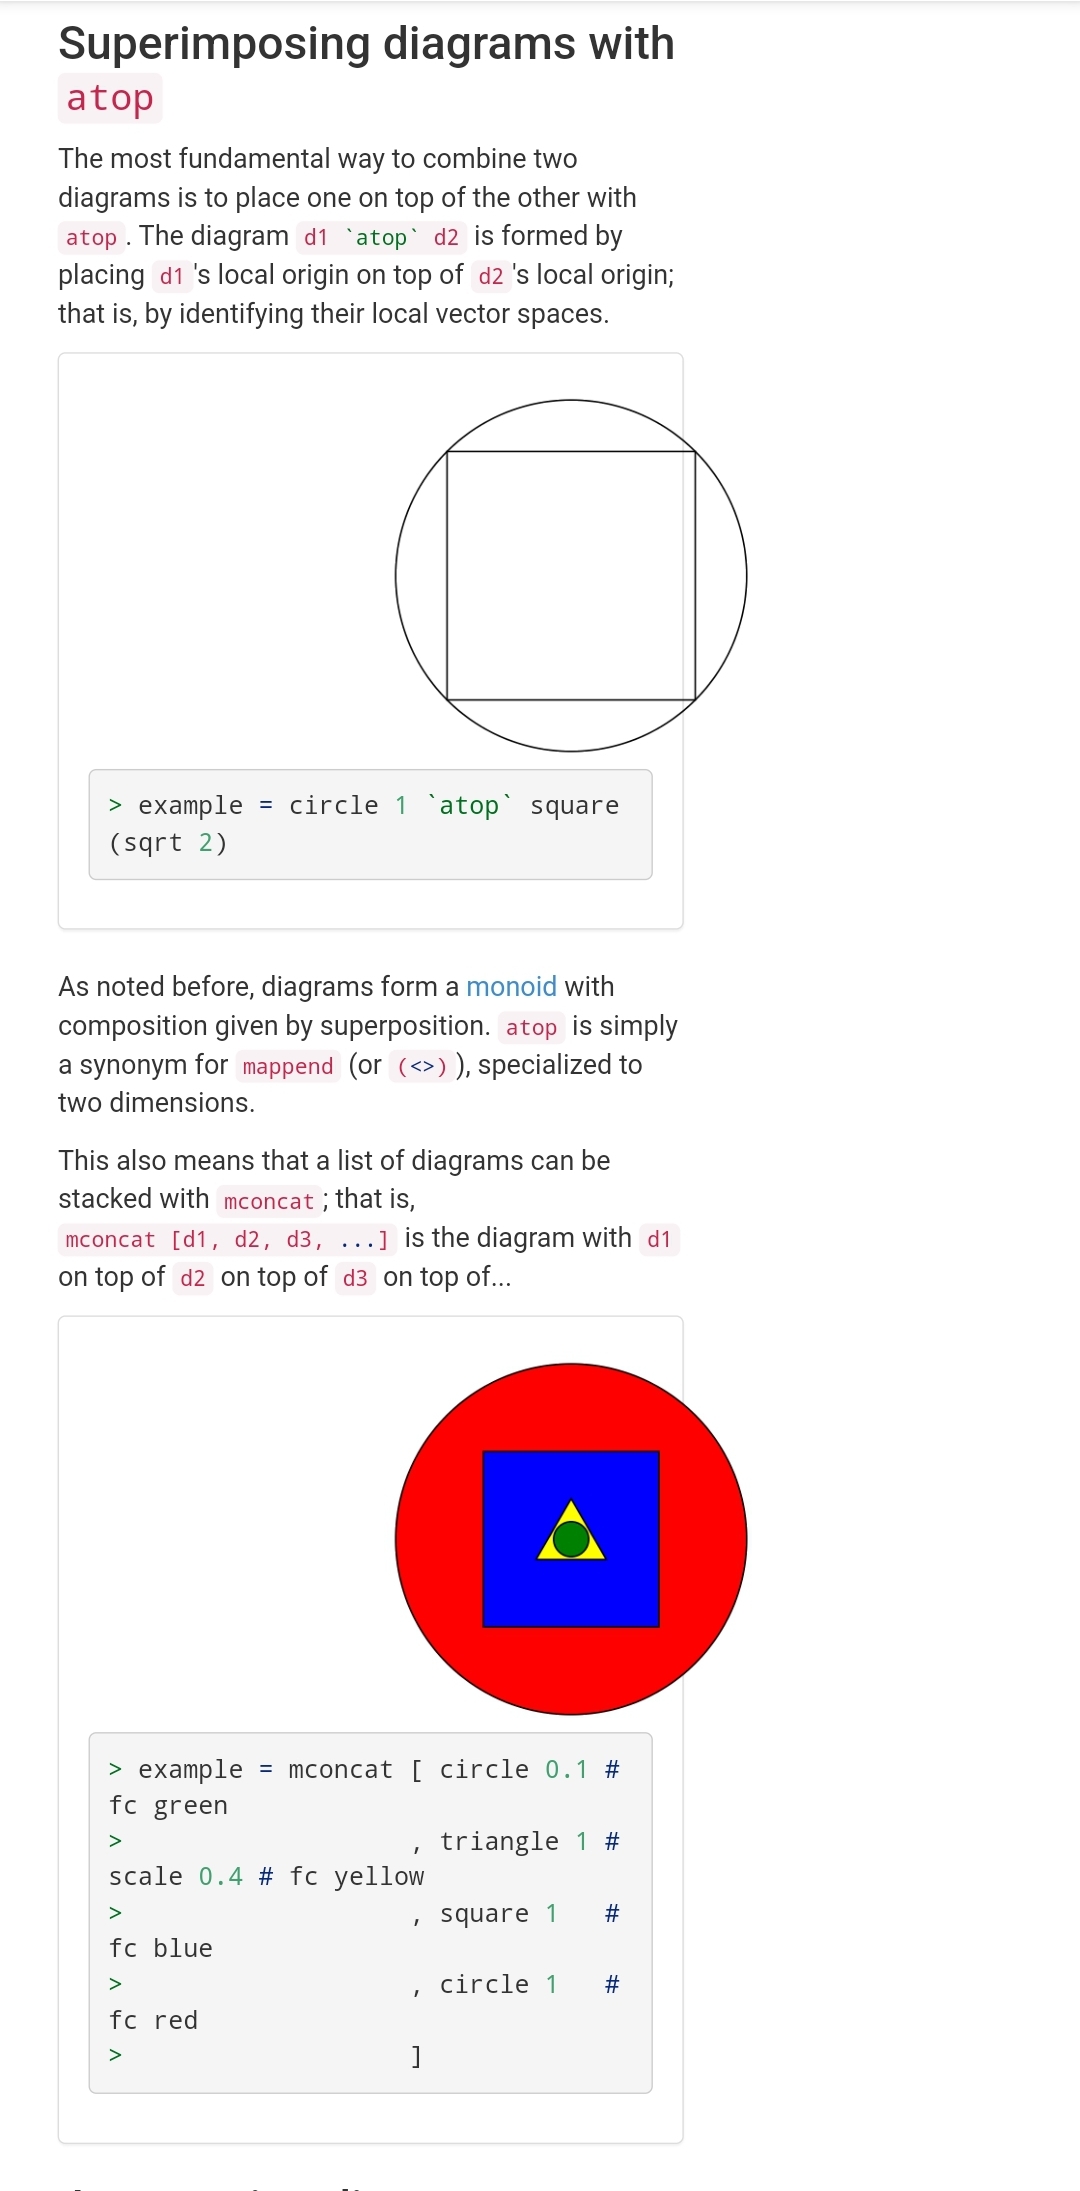 Superimposing diagrams with
atop
The most fundamental way to combine two
diagrams is to place one on top of the other with
atop . The diagram d1 `atop` d2 is formed by
placing d1 's local origin on top of d2 's local origin;
that is, by identifying their local vector spaces.
> example = circle 1 `atop` square
(sqrt 2)
As noted before, diagrams form a monoid with
composition given by superposition. atop is simply
a synonym for mappend (or (<>) ), specialized to
two dimensions.
This also means that a list of diagrams can be
stacked with mconcat ; that is,
mconcat [d1, d2, d3, ...] is the diagram with d1
on top of d2 on top of d3 on top of...
> example = mconcat [ circle 0.1 #
fc green
>                   , triangle 1 #
scale 0.4 # fc yellow
>                   , square 1   #
fc blue
>                   , circle 1   #
fc red
>                   ]